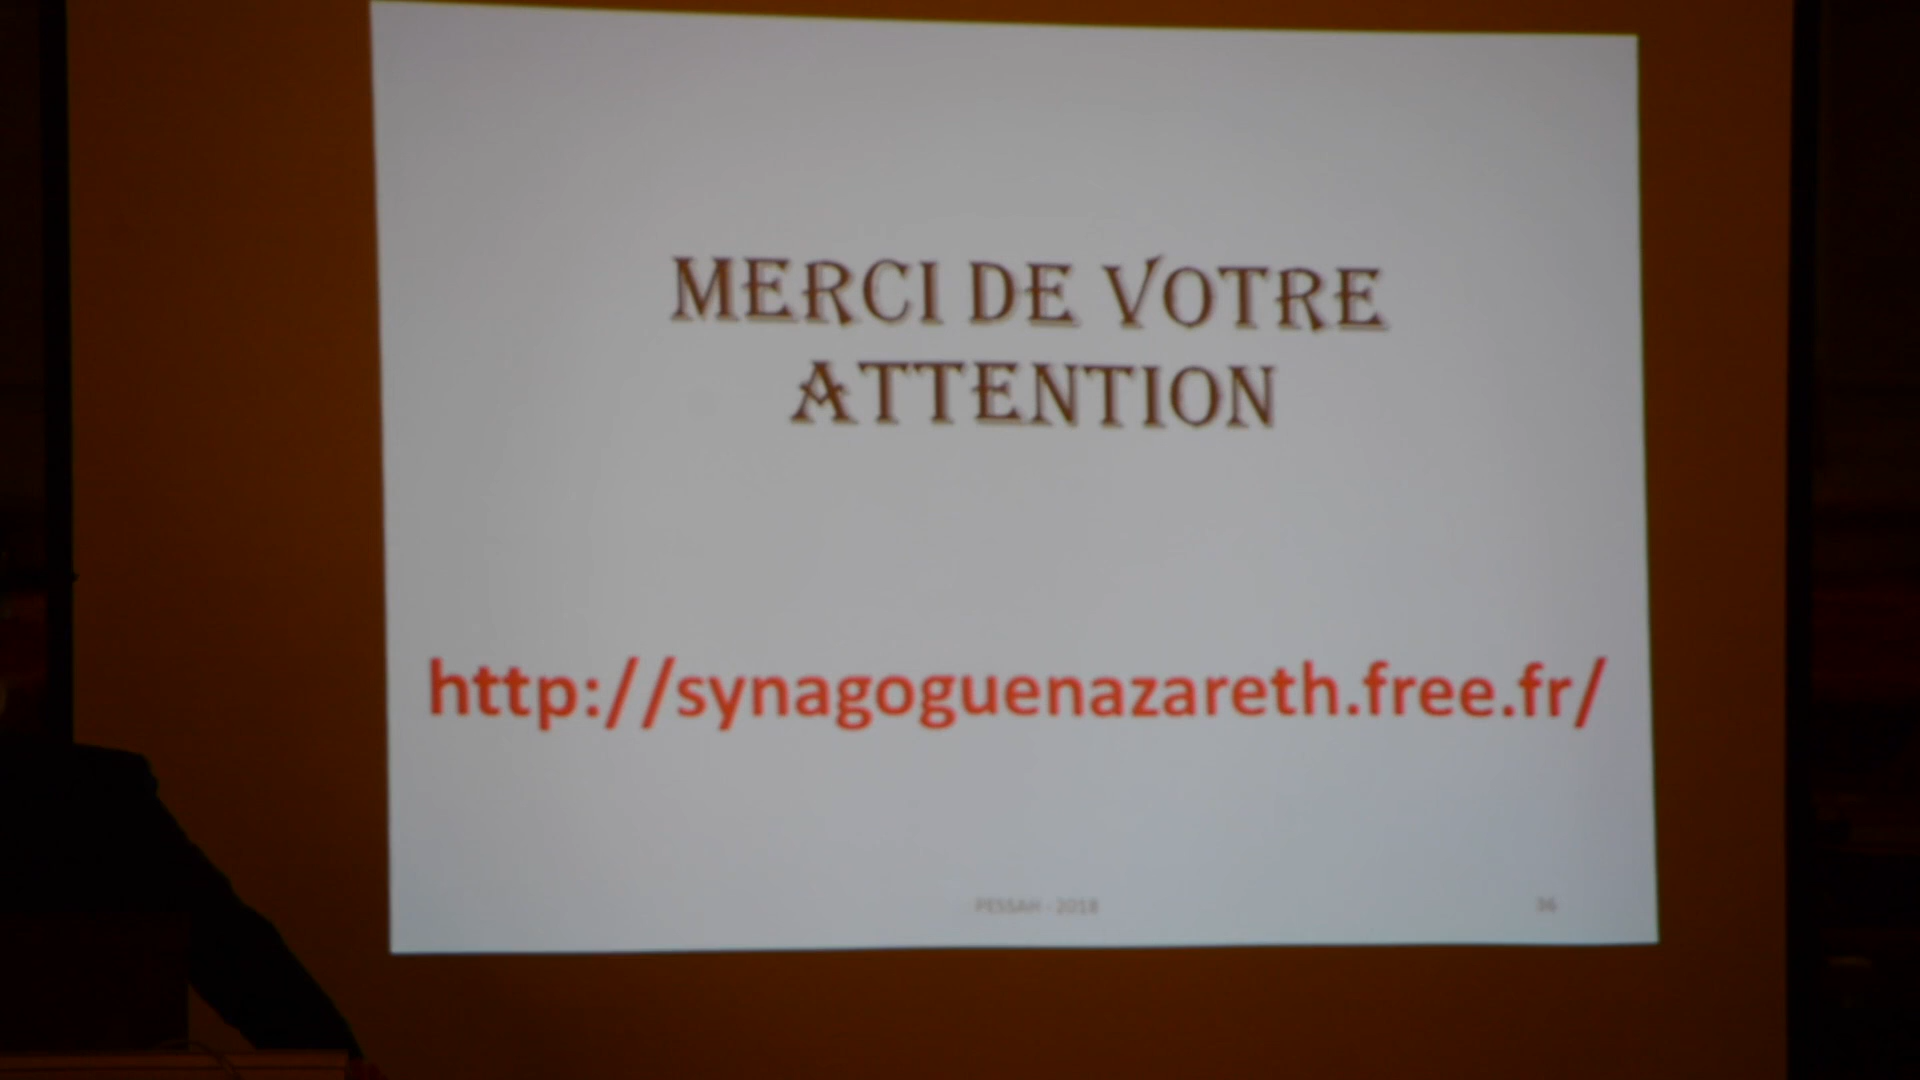 MERCI DE VOTRE
ATTENTION
http://synagoguenazareth.free.fr/
PESSAH - 2018
36